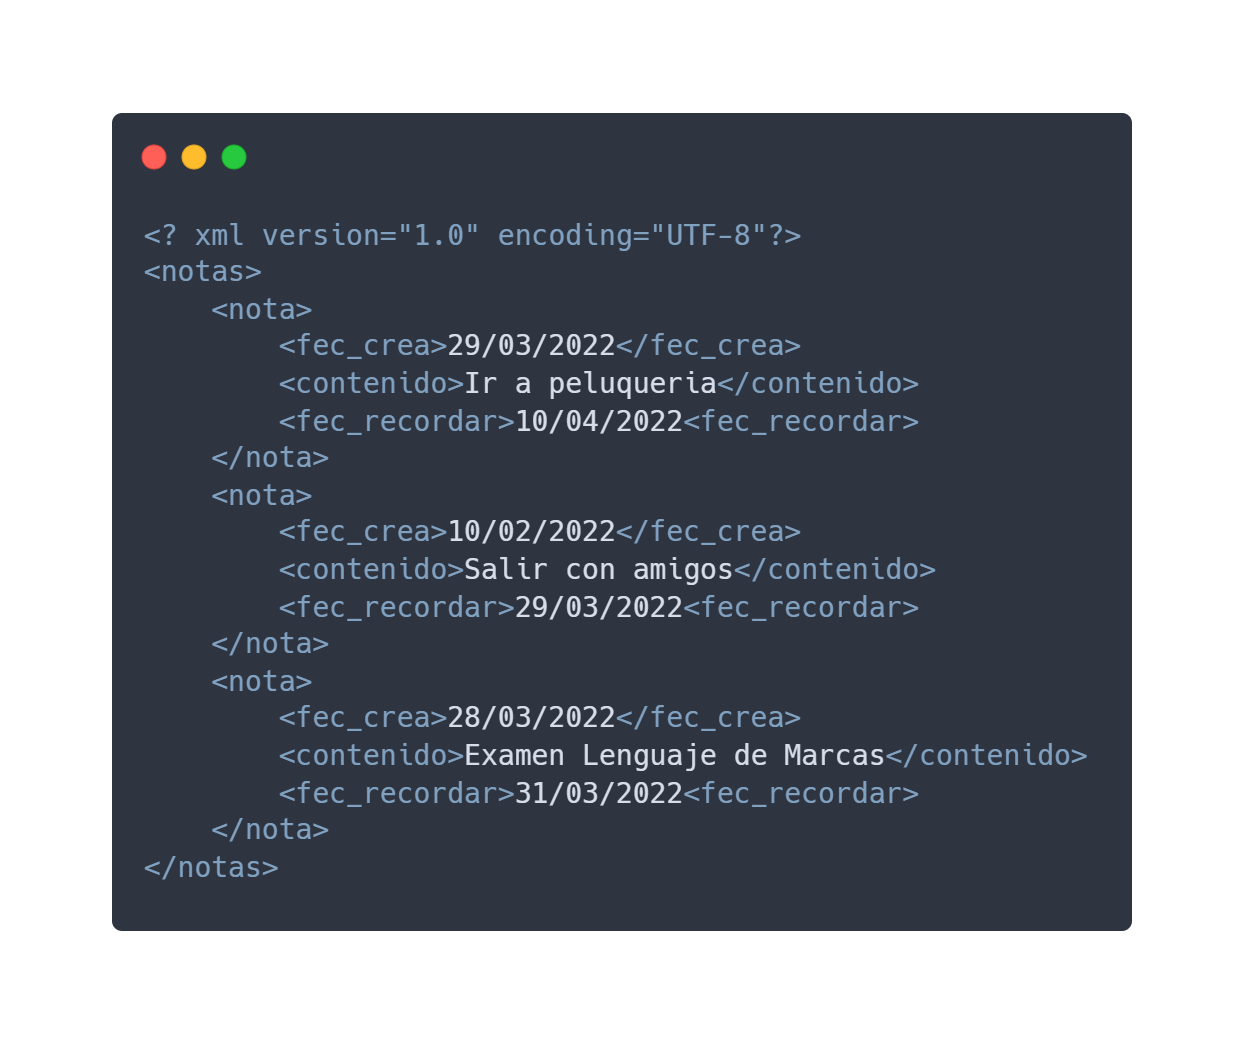 <? xml version="1.0" encoding="UTF-8"?>
<notas>
    <nota>
        <fec_crea>29/03/2022</fec_crea>
        <contenido>Ir a peluqueria</contenido>
        <fec_recordar>10/04/2022<fec_recordar>
    </nota>
    <nota>
        <fec_crea>10/02/2022</fec_crea>
        <contenido>Salir con amigos</contenido>
        <fec_recordar>29/03/2022<fec_recordar>
    </nota>
    <nota>
        <fec_crea>28/03/2022</fec_crea>
        <contenido>Examen Lenguaje de Marcas</contenido>
        <fec_recordar>31/03/2022<fec_recordar>
    </nota>
</notas>